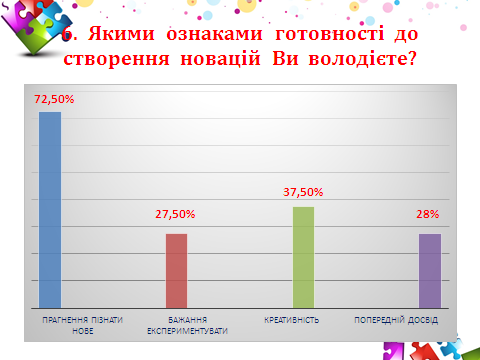 6. Якими ознаками готовності до
створення новацій Ви володієте?
72,50%
27,50%
37,50%
28%
ПРАГНЕННЯ ПІЗНАТИ
НОВЕ
БАЖАННЯ
ЕКСПЕРИМЕНТУВАТИ
КРЕАТИВНІСТЬ
ПОПЕРЕДНІЙ ДОСВІД